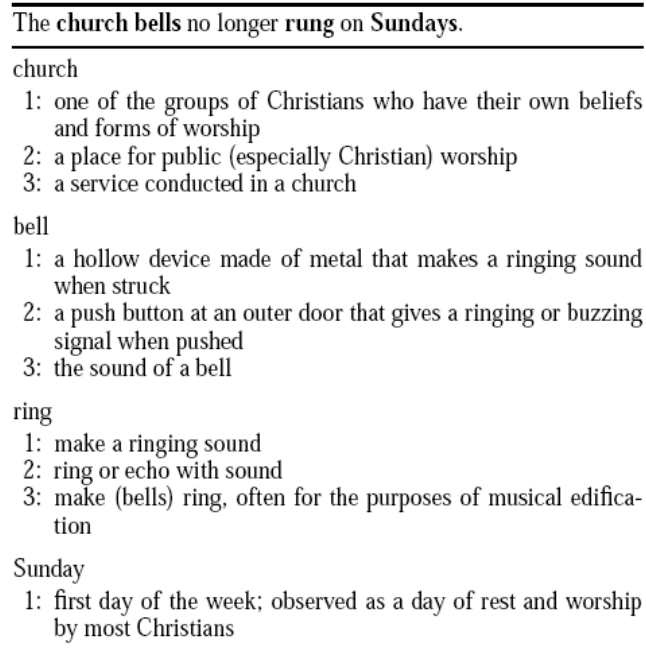 The church bells no longer rung on Sundays.
church
1: one of the groups of Christians who have their own beliefs
and forms of worship
2: a place for public (especially Christian) worship
3: a service conducted in a church
bell
1: a hollow device made of metal that makes a ringing sound
when struck
2: a push button at an outer door that gives a ringing or buzzing
signal when pushed
3: the sound of a bell
ring
1: make a ringing sound
2: ring or echo with sound
3: make (bells) ring, often for the purposes of musical edifica-
tion
Sunday
1: first day of the week; observed as a day of rest and worship
by most Christians